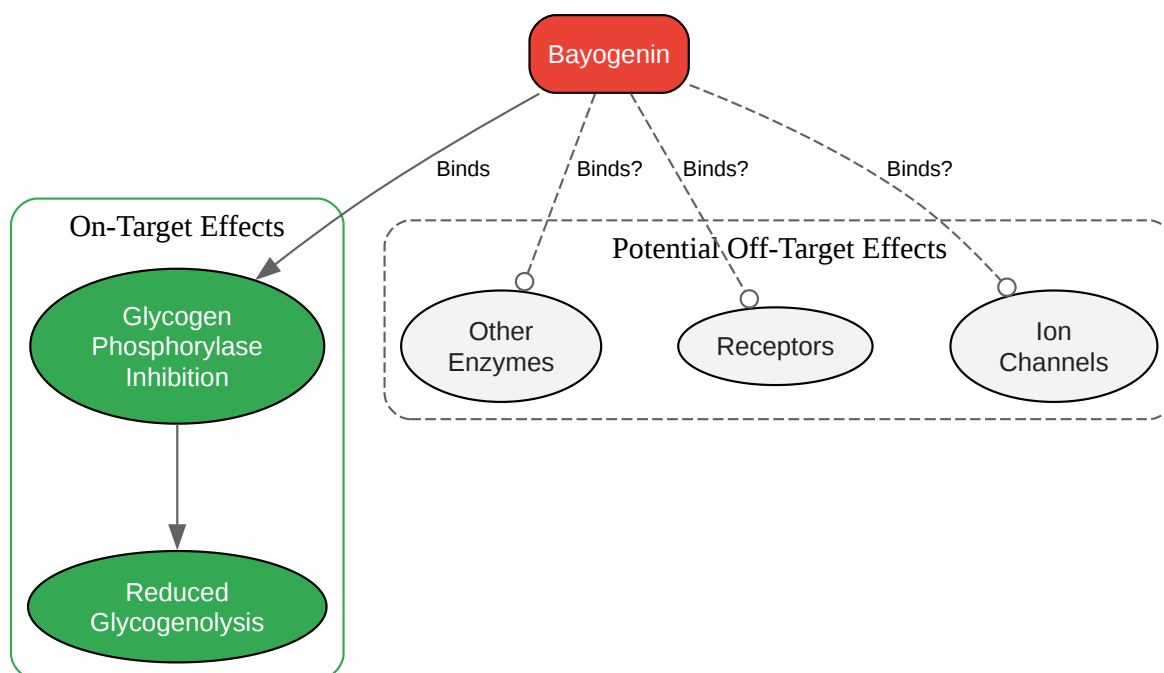 Bayogenin
Binds
Binds?
Binds?
Binds?
On-Target Effects
Potential Off-Target Effects
Glycogen
Phosphorylase
Inhibition
Other
Enzymes
Receptors
Ion
Channels
Reduced
Glycogenolysis